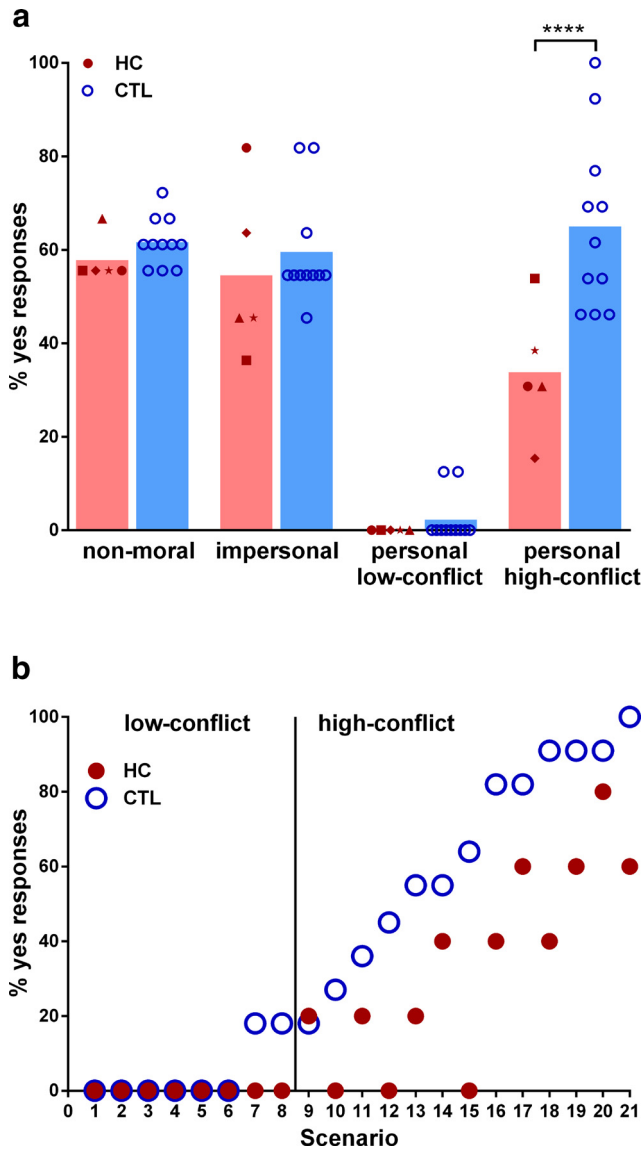 a
****
HC
CTL
% yes responses
100
80
60
40
20
0
non-moral impersonal personal low-conflict personal high-conflict
b
low-conflict high-conflict
HC
CTL
% yes responses
100
80
60
40
20
0
0 1 2 3 4 5 6 7 8 9 10 11 12 13 14 15 16 17 18 19 20 21
Scenario